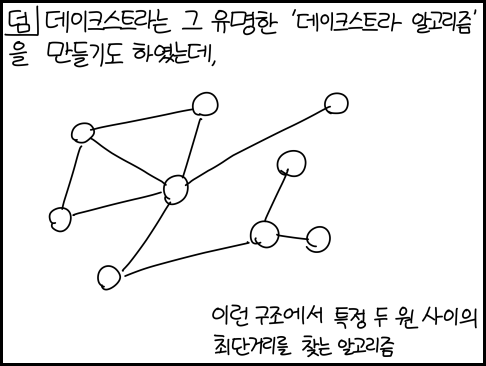 덤 데이크스트라는 그 유명한 '데이크스트라 알고리즘'
을 만들기도 하였는데,
이런 구조에서 특정 두 원 사이의
최단거리를 찾는 알고리즘